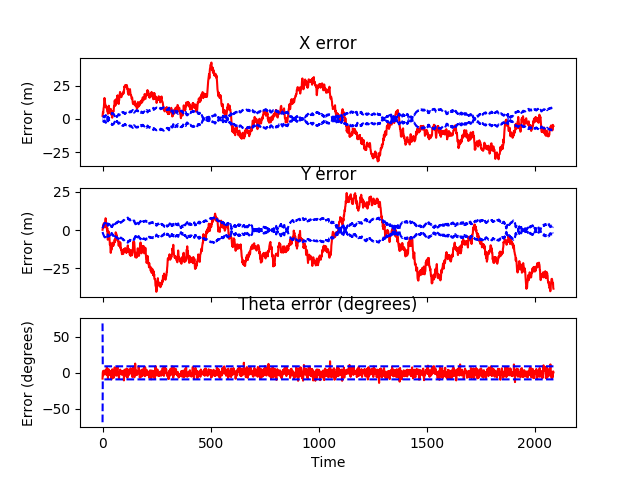 X error
Error (m)
25
0
−25
Y error
Error (m)
25
0
−25
Theta error (degrees)
Error (degrees)
50
0
−50
0 500 1000 1500 2000
Time